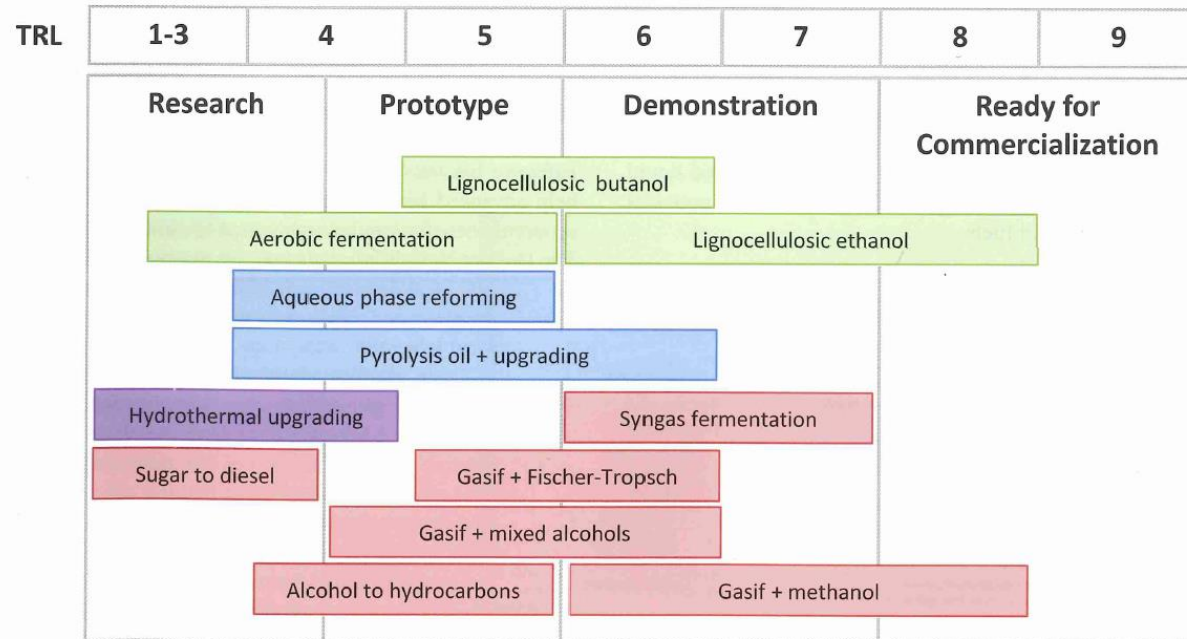 TRL 1-3 4 5 6 7 8 9
Research Prototype Demonstration Ready for
Commercialization
Lignocellulosic butanol
Aerobic fermentation Lignocellulosic ethanol
Aqueous phase reforming
Pyrolysis oil + upgrading
Hydrothermal upgrading Syngas fermentation
Sugar to diesel Gasif + Fischer-Tropsch
Gasif + mixed alcohols
Alcohol to hydrocarbons Gasif + methanol